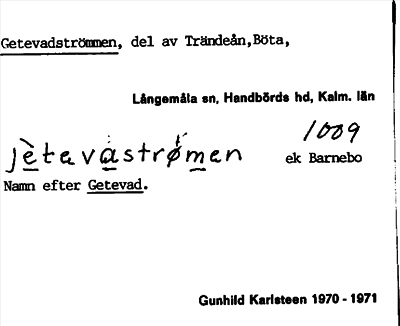 Getevadströmmen, del av Trändeån, Böta,
Långemåla sn, Handbörds hd, Kalm. län
1009
jètavàstrømen
ek Barnebo
Namn efter Getevad.
Gunhild Karlsteen 1970 - 1971